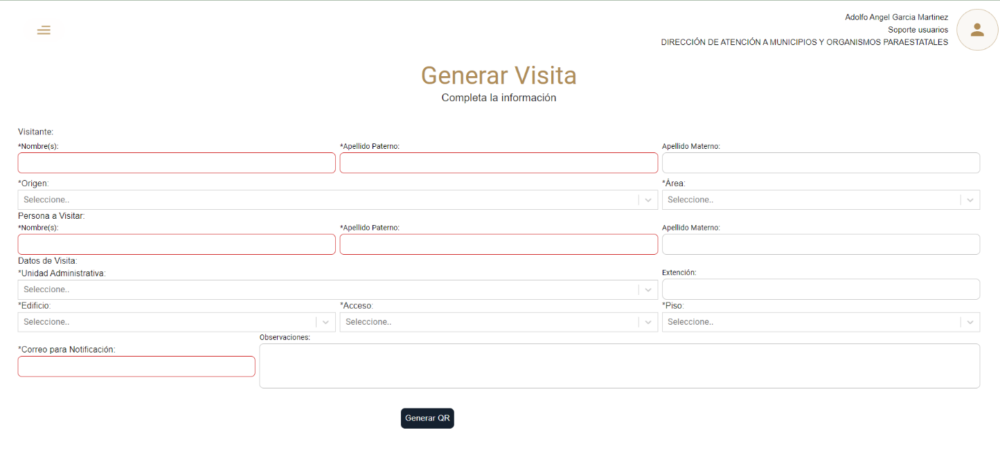 Adolfo Angel Garcia Martinez
Soporte usuarios
DIRECCIÓN DE ATENCIÓN A MUNICIPIOS Y ORGANISMOS PARAESTATALES
Generar Visita
Completa la información
Visitante:
*Nombre(s): *Apellido Paterno: Apellido Materno:
*Origen: *Área:
Seleccione.. Seleccione..
Persona a Visitar:
*Nombre(s): *Apellido Paterno: Apellido Materno:
Datos de Visita:
*Unidad Administrativa: Extención:
Seleccione..
*Edificio: *Acceso: *Piso:
Seleccione.. Seleccione.. Seleccione..
Observaciones:
*Correo para Notificación:
Generar QR